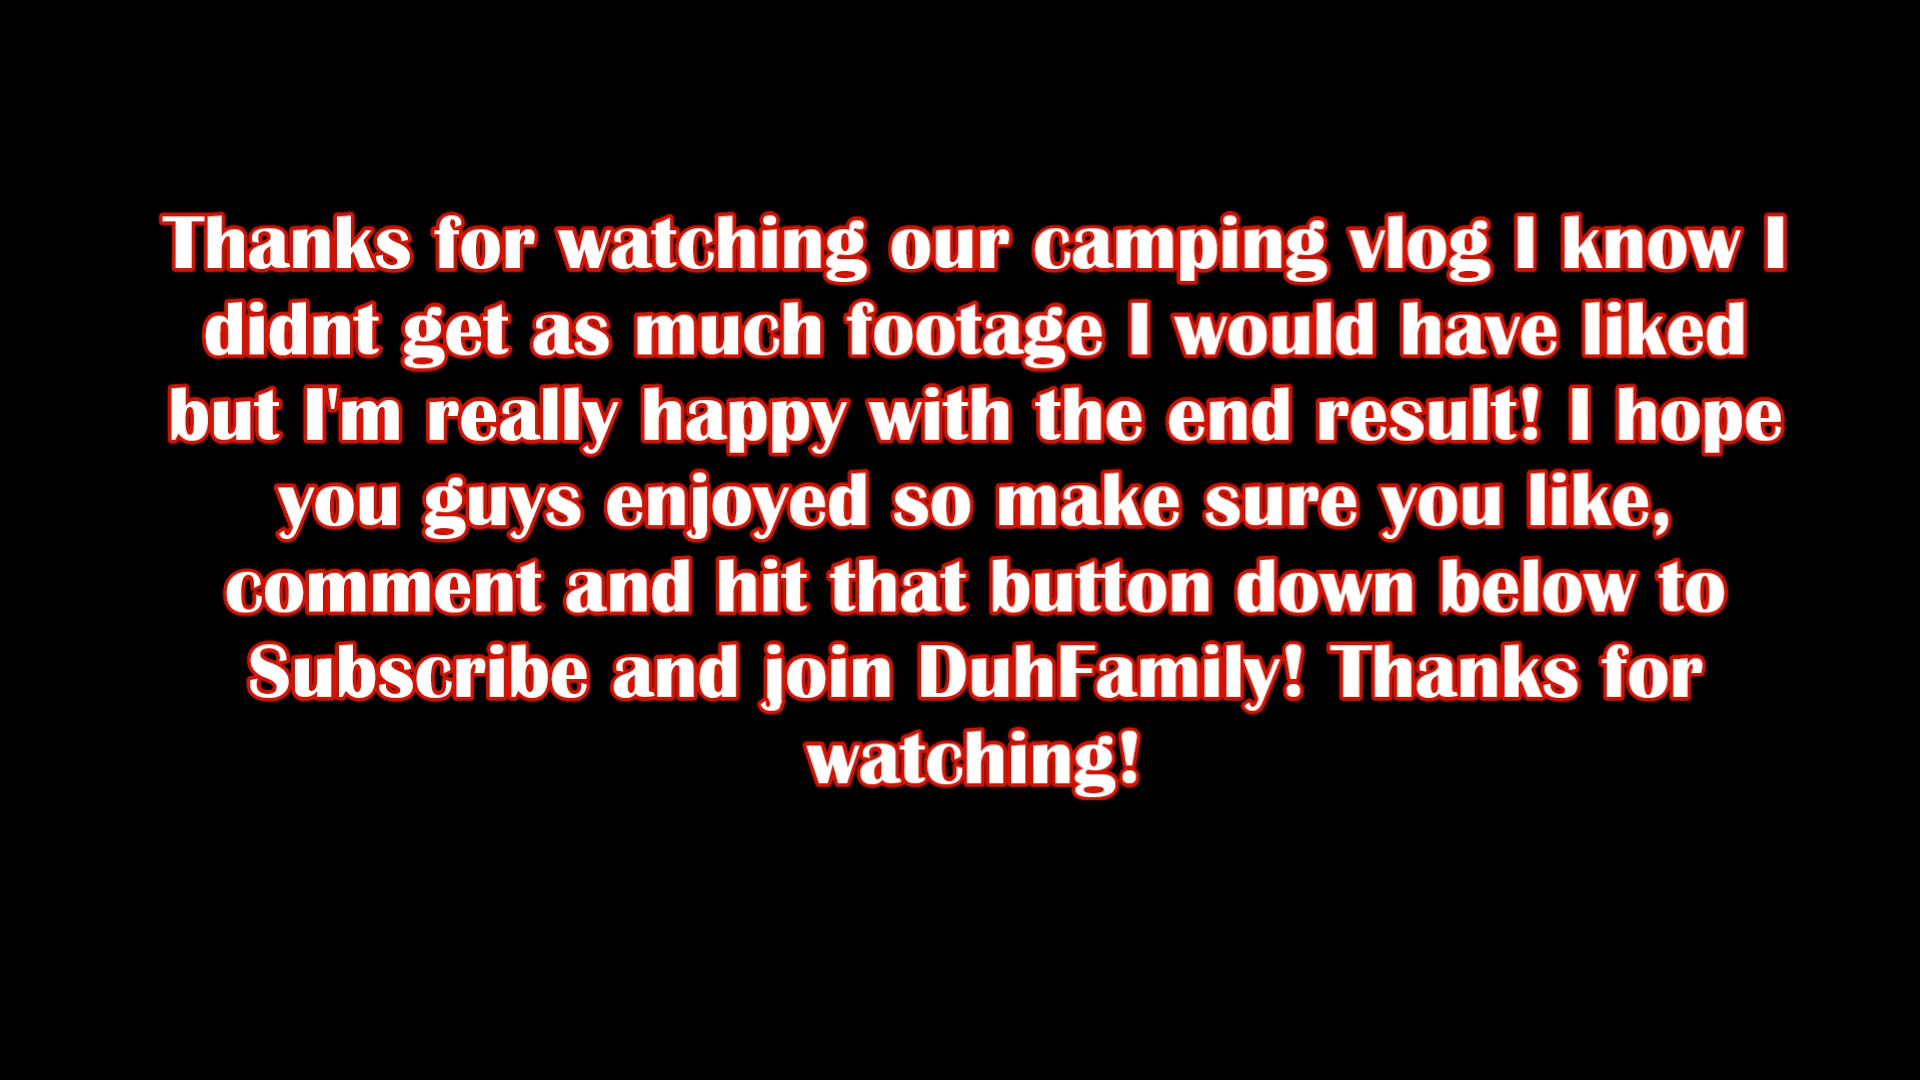 Thanks for watching our camping vlog I know I
didnt get as much footage I would have liked
but I'm really happy with the end result! I hope
you guys enjoyed so make sure you like,
comment and hit that button down below to
Subscribe and join DuhFamily! Thanks for
watching!